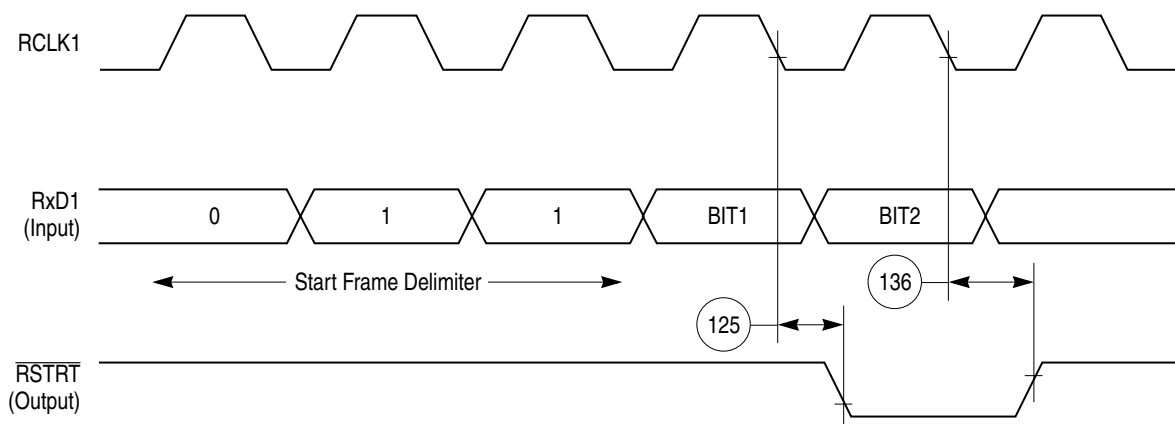 RCLK1
RxD1
(Input)
0
1
1
BIT1
BIT2
Start Frame Delimiter
136
125
RSTRT
(Output)